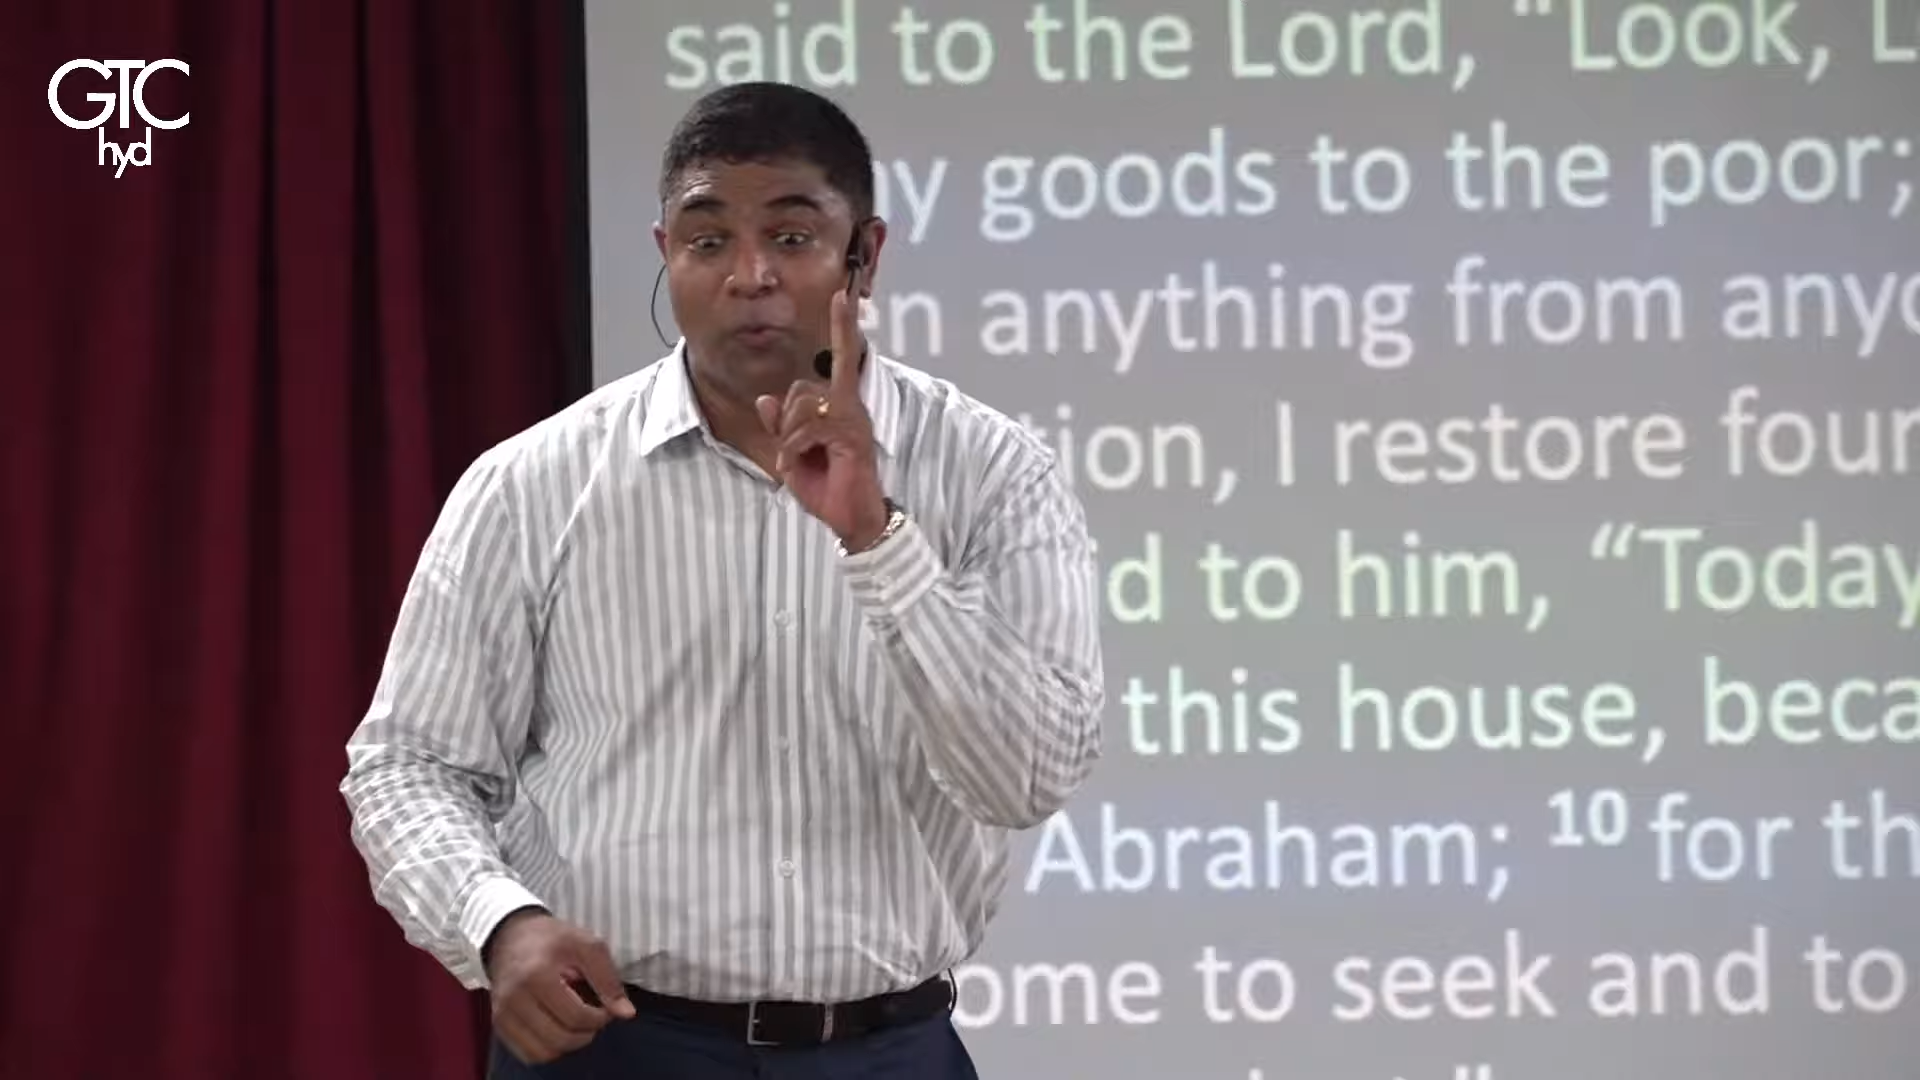 GTC
hyd
said to the Lord, “Look, L
y goods to the poor;
en anything from anyo
tion, I restore four
d to him, “Today
this house, beca
Abraham; 10 for th
ome to seek and to